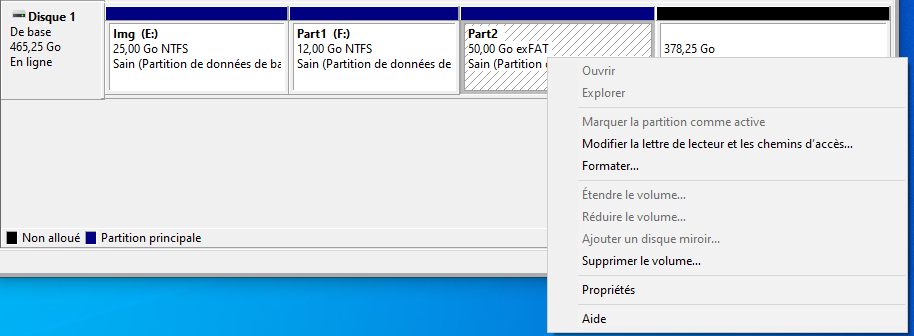 Disque 1
De base
465,25 Go
En ligne
Img (E:)
25,00 Go NTFS
Sain (Partition de données de ba
Part1 (F:)
12,00 Go NTFS
Sain (Partition de données de
Part2
50,00 Go exFAT
Sain (Partition d
378,25 Go
Non alloué
Partition principale
Ouvrir
Explorer
Marquer la partition comme active
Modifier la lettre de lecteur et les chemins d'accès...
Formater...
Étendre le volume...
Réduire le volume...
Ajouter un disque miroir...
Supprimer le volume...
Propriétés
Aide